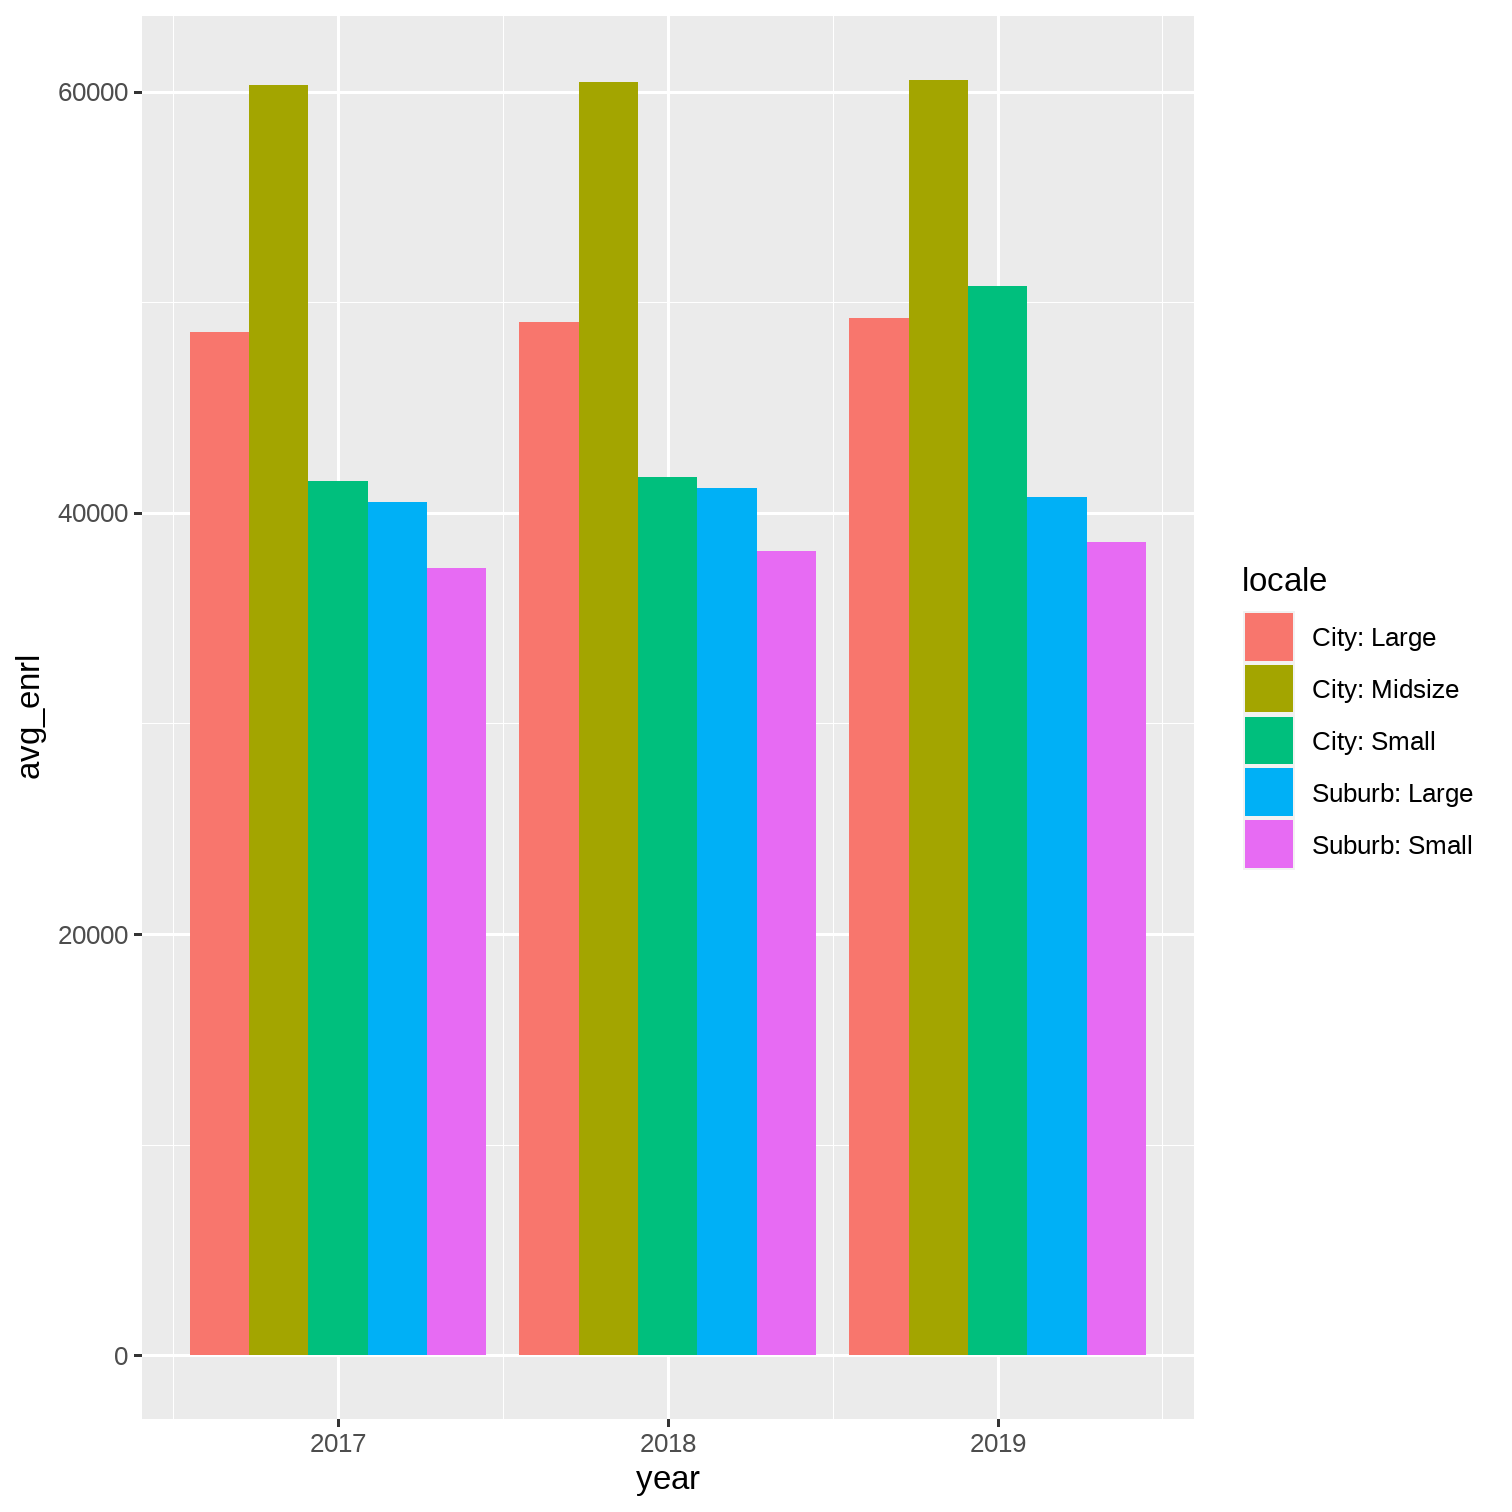 avg_enrl
60000
40000
20000
0
2017
2018
2019
year
locale
City: Large
City: Midsize
City: Small
Suburb: Large
Suburb: Small